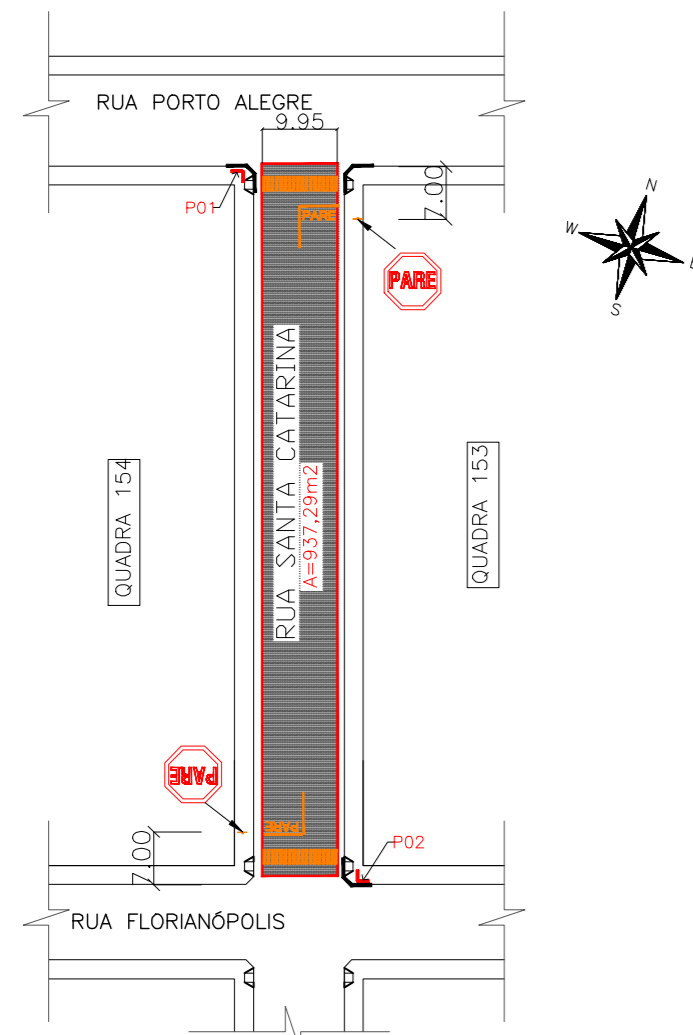 RUA PORTO ALEGRE
9.95
P01
7.00
PARE
PARE
N
W
E
S
RUA SANTA CATARINA
A=937,29m2
QUADRA 154
QUADRA 153
PARE
PARE
7.00
P02
RUA FLORIANÓPOLIS